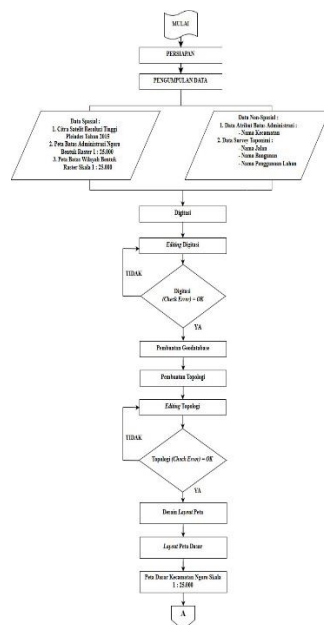 MULAI
PERSIAPAN
PENGUMPULAN DATA
Data Spasial :
1. Citra Satelit Resolusi Tinggi
Pleiades Tahun 2015
2. Peta Batas Administrasi Ngoro
Bentuk Raster 1 : 25.000
3. Peta Batas Wilayah Bentuk
Raster Skala 1 : 25.000
Data Non-Spasial :
1. Data Atribut Batas Administrasi :
- Nama Kecamatan
2. Data Survey Toponimi :
- Nama Jalan
- Nama Bangunan
- Nama Penggunaan Lahan
Digitasi
Editing Digitasi
TIDAK
Digitasi
(Check Error) = OK
YA
Pembuatan Geodatabase
Pembuatan Topologi
Editing Topologi
TIDAK
Topologi (Check Error) = OK
YA
Desain Layout Peta
Layout Peta Dasar
Peta Dasar Kecamatan Ngoro Skala
1 : 25.000
A